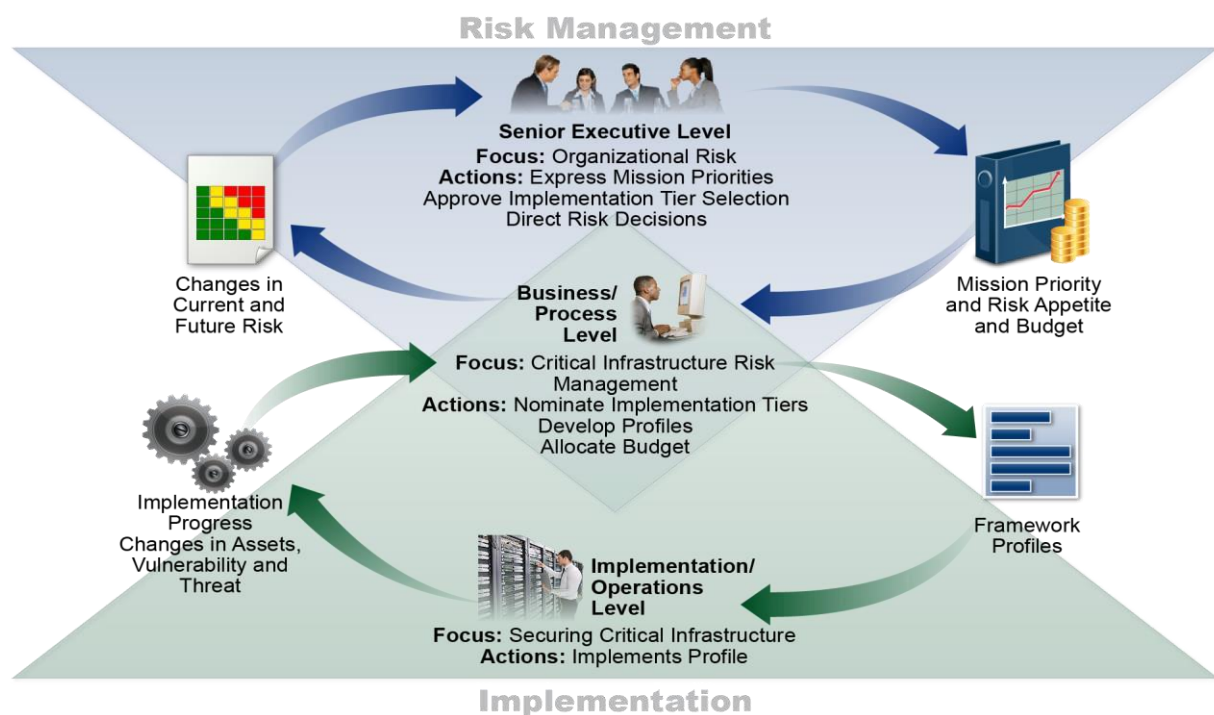 Risk Management
Senior Executive Level
Focus: Organizational Risk
Actions: Express Mission Priorities
Approve Implementation Tier Selection
Direct Risk Decisions
Changes in
Current and
Future Risk
Mission Priority
and Risk Appetite
and Budget
Business/
Process
Level
Focus: Critical Infrastructure Risk
Management
Actions: Nominate Implementation Tiers
Develop Profiles
Allocate Budget
Implementation
Progress
Changes in Assets,
Vulnerability and
Threat
Framework
Profiles
Implementation/
Operations
Level
Focus: Securing Critical Infrastructure
Actions: Implements Profile
Implementation